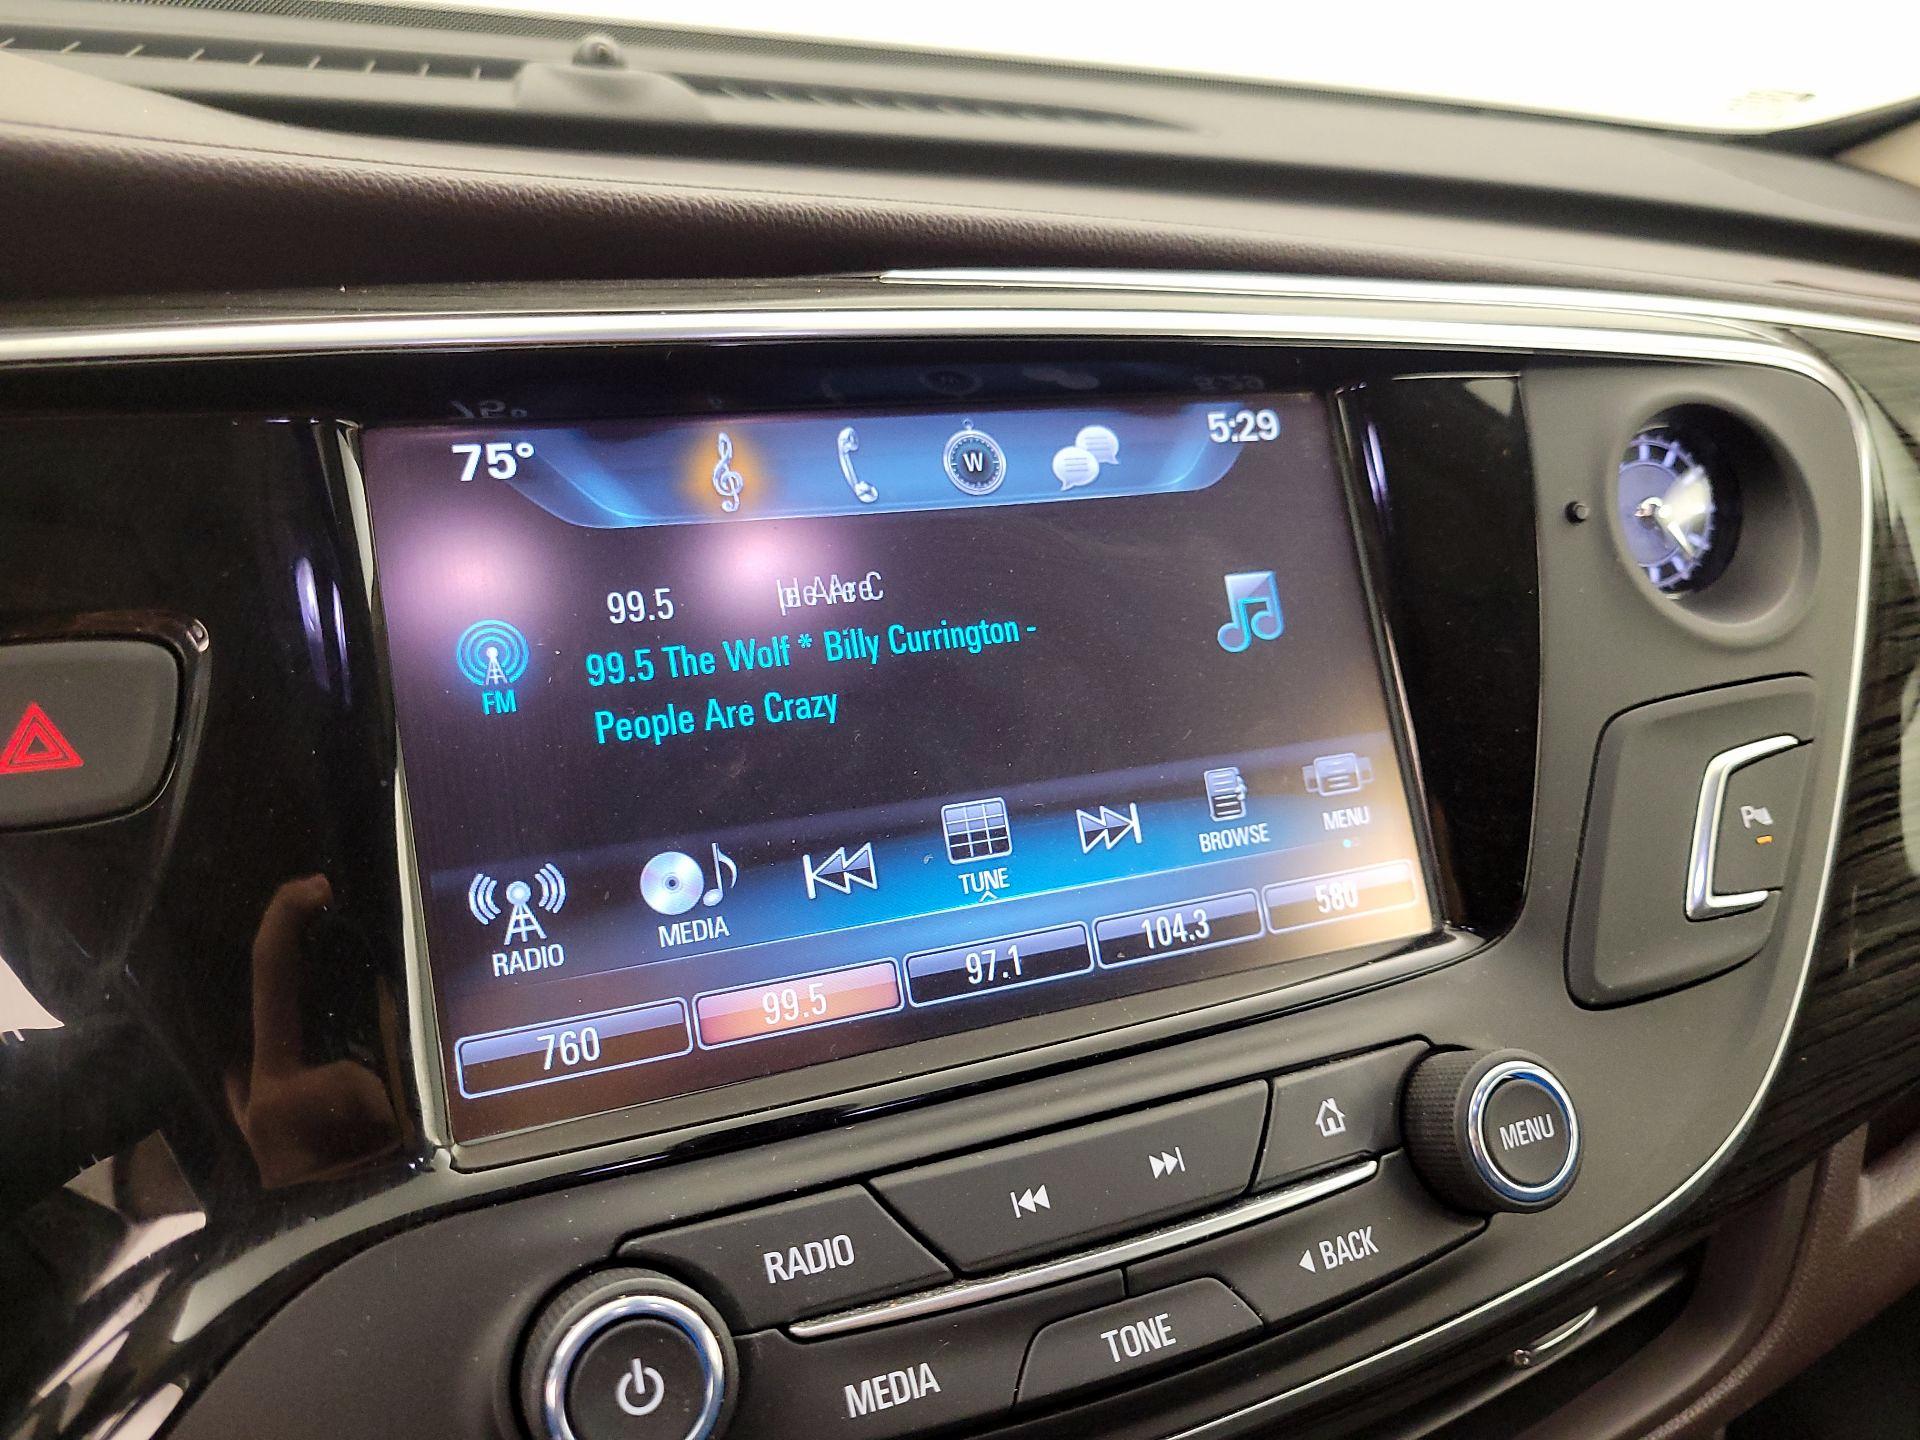 75° W 5:29
99.5
99.5 The Wolf * Billy Currington -
People Are Crazy
FM
RADIO
MEDIA
TUNE
BROWSE
MENU
760
99.5
97.1
104.3
580
RADIO
MENU
MEDIA
TONE
BACK